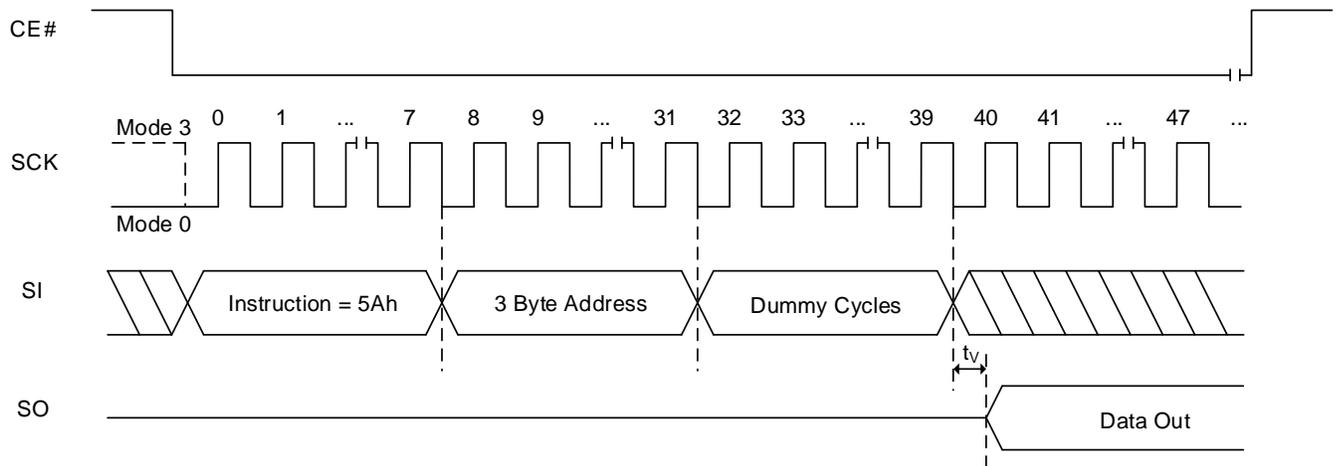 CE#
Mode 3 0 1 ... 7 8 9 ... 31 32 33 ... 39 40 41 ... 47 ...
SCK
Mode 0
SI
Instruction = 5Ah 3 Byte Address Dummy Cycles
tV
SO
Data Out